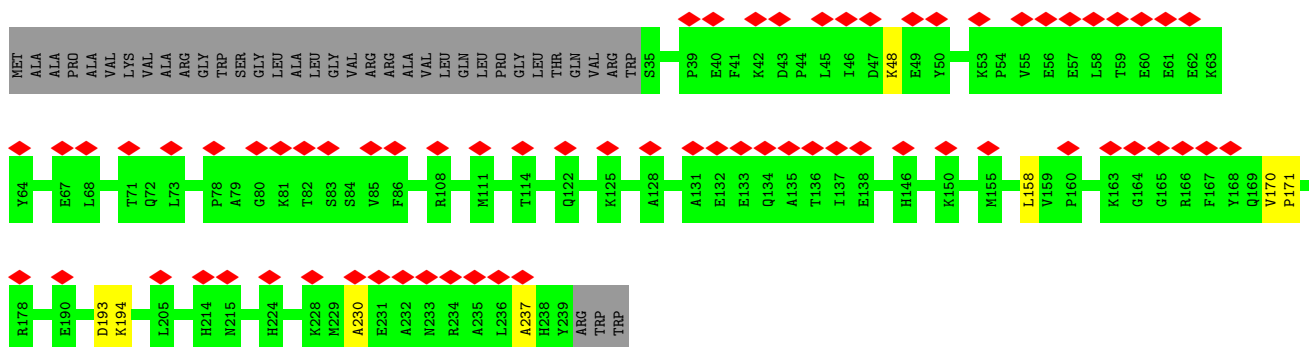 MET ALA ALA PRO ALA VAL LYS VAL ALA ARG GLY TRP SER GLY LEU ALA LEU GLY VAL ARG ARG ALA VAL LEU GLN LEU PRO GLY LEU THR GLN VAL ARG TRP S35 P39 E40 F41 K42 D43 P44 L45 I46 D47 K48 E49 Y50 K53 P54 V55 E56 E57 L58 T59 E60 E61 E62 K63
Y64 E67 L68 T71 Q72 L73 P78 A79 G80 K81 T82 S83 S84 V85 F86 R108 M111 T114 Q122 K125 A128 A131 E132 E133 Q134 A135 T136 I137 E138 H146 K150 M155 L158 V159 P160 K163 G164 G165 R166 F167 Y168 Q169 V170 P171
R178 E190 D193 K194 L205 H214 N215 H224 K228 M229 A230 E231 A232 N233 R234 A235 L236 A237 H238 Y239 ARG TRP TRP